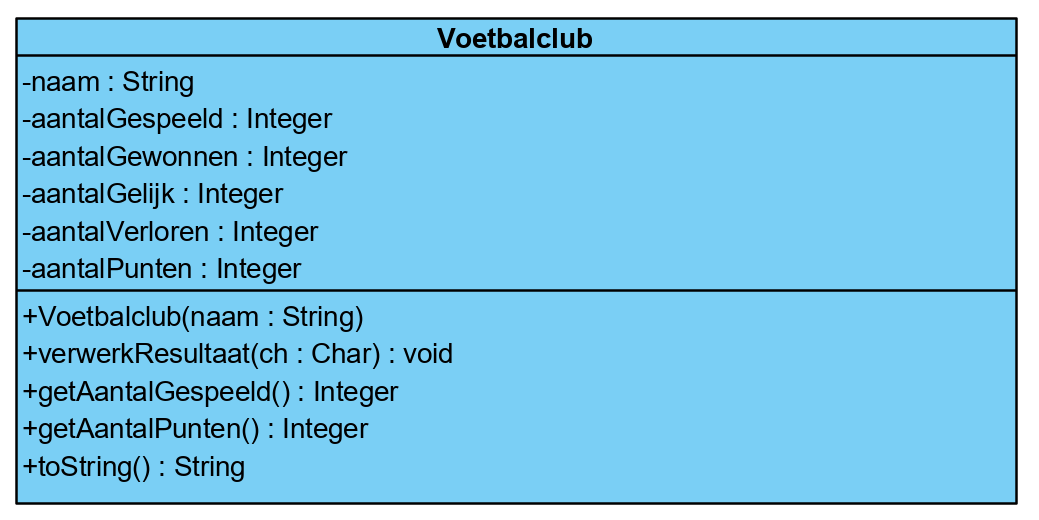 Voetbalclub
-naam : String
-aantalGespeeld : Integer
-aantalGewonnen : Integer
-aantalGelijk : Integer
-aantalVerloren : Integer
-aantalPunten : Integer
+Voetbalclub(naam : String)
+verwerkResultaat(ch : Char) : void
+getAantalGespeeld() : Integer
+getAantalPunten() : Integer
+toString() : String